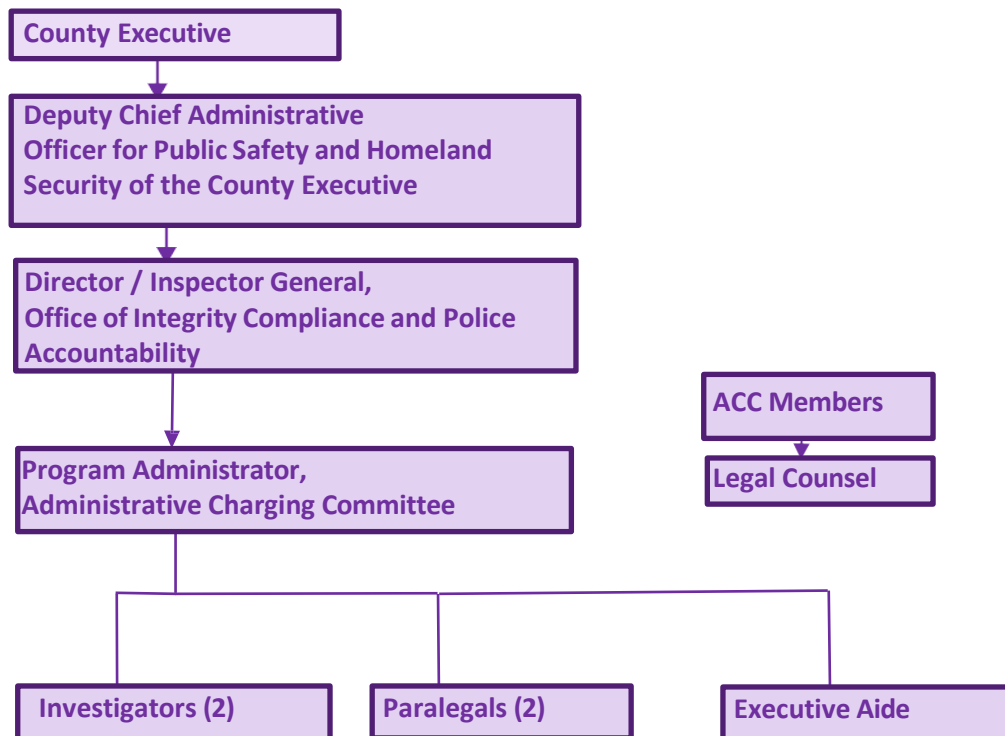 County Executive
Deputy Chief Administrative
Officer for Public Safety and Homeland
Security of the County Executive
Director / Inspector General,
Office of Integrity Compliance and Police
Accountability
ACC Members
Legal Counsel
Program Administrator,
Administrative Charging Committee
Investigators (2)
Paralegals (2)
Executive Aide